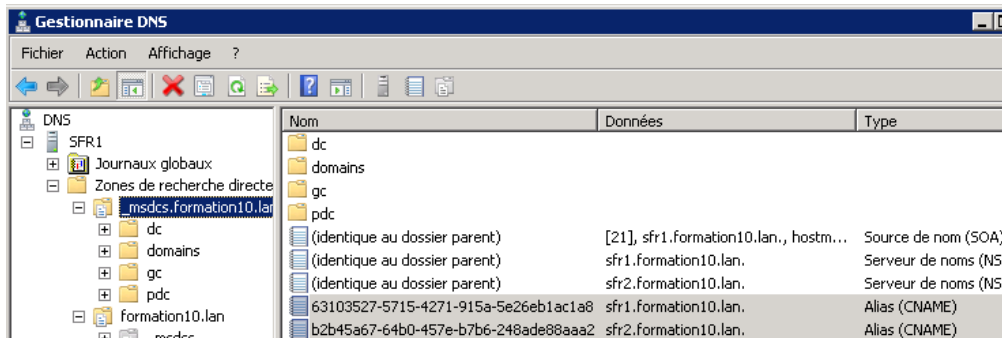 Gestionnaire DNS
Fichier Action Affichage ?
DNS
SFR1
Journaux globaux
Zones de recherche directe
_msdcs.formation10.lan
dc
domains
gc
pdc
formation10.lan
_msdcs
Nom Données Type
dc
domains
gc
pdc
(identique au dossier parent) [21], sfr1.formation10.lan., hostm... Source de nom (SOA)
(identique au dossier parent) sfr1.formation10.lan. Serveur de noms (NS
(identique au dossier parent) sfr2.formation10.lan. Serveur de noms (NS
63103527-5715-4271-915a-5e26eb1ac1a8 sfr1.formation10.lan. Alias (CNAME)
b2b45a67-64b0-457e-b7b6-248ade88aaa2 sfr2.formation10.lan. Alias (CNAME)